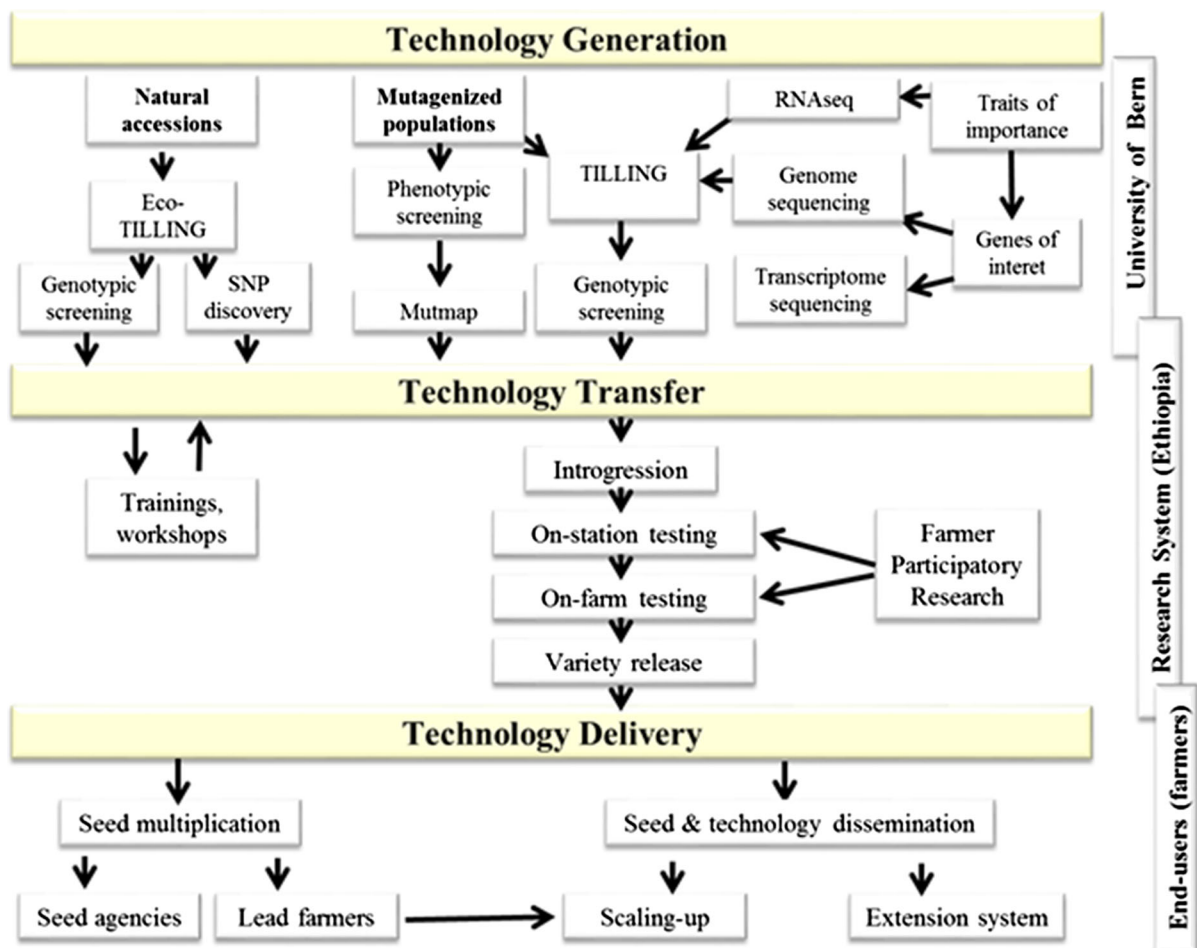 Technology Generation
Natural
accessions
Mutagenized
populations
RNAseq
Traits of
importance
Eco-
TILLING
Phenotypic
screening
TILLING
Genome
sequencing
Genes of
interet
Genotypic
screening
SNP
discovery
Mutmap
Genotypic
screening
Transcriptome
sequencing
University of Bern
Technology Transfer
Trainings,
workshops
Introgression
On-station testing
On-farm testing
Variety release
Farmer
Participatory
Research
Research System (Ethiopia)
Technology Delivery
Seed multiplication
Seed & technology dissemination
Seed agencies
Lead farmers
Scaling-up
Extension system
End-users (farmers)